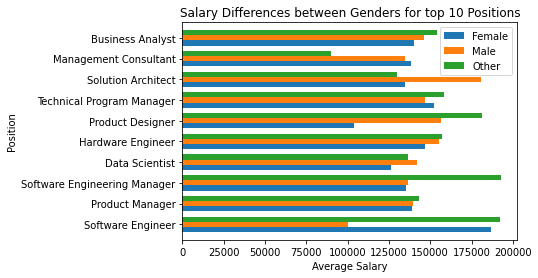 Salary Differences between Genders for top 10 Positions
Female
Male
Other
Position
Business Analyst
Management Consultant
Solution Architect
Technical Program Manager
Product Designer
Hardware Engineer
Data Scientist
Software Engineering Manager
Product Manager
Software Engineer
0 25000 50000 75000 100000 125000 150000 175000 200000
Average Salary